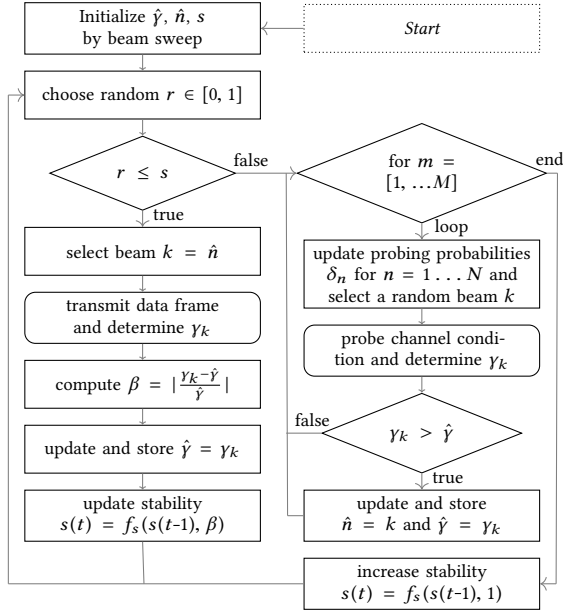 Initialize γ̂, n̂, s
by beam sweep
Start
choose random r ∈ [0, 1]
r ≤ s
false
true
for m =
[1, …M]
end
loop
select beam k = n̂
transmit data frame
and determine γₖ
compute β = |(γₖ−γ̂)/γ̂|
update and store γ̂ = γₖ
update stability
s(t) = fₛ(s(t-1), β)
update probing probabilities
δₙ for n = 1 … N and
select a random beam k
probe channel condi-
tion and determine γₖ
γₖ > γ̂
false
true
update and store
n̂ = k and γ̂ = γₖ
increase stability
s(t) = fₛ(s(t-1), 1)